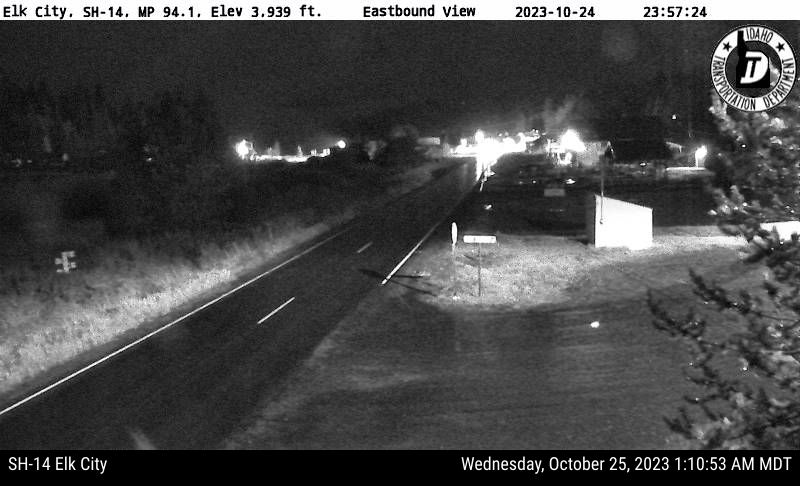 Elk City, SH-14, MP 94.1, Elev 3,939 ft. Eastbound View 2023-10-24 23:57:24
IDAHO
TRANSPORTATION DEPARTMENT
SH-14 Elk City Wednesday, October 25, 2023 1:10:53 AM MDT